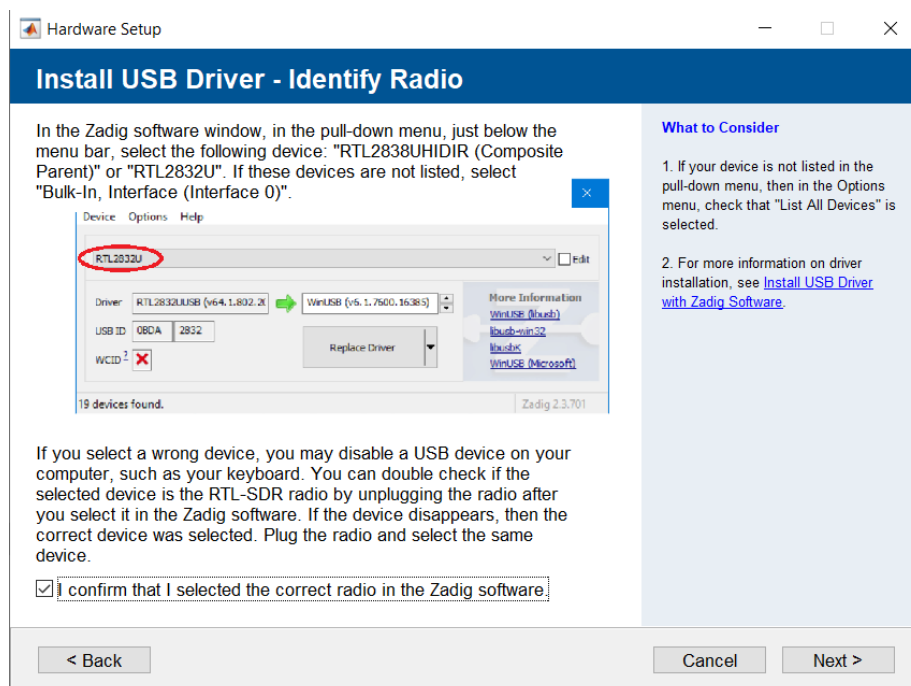 Hardware Setup
Install USB Driver - Identify Radio
In the Zadig software window, in the pull-down menu, just below the
menu bar, select the following device: "RTL2838UHIDIR (Composite
Parent)" or "RTL2832U". If these devices are not listed, select
"Bulk-In, Interface (Interface 0)".
Device Options Help
RTL2832U
Edit
Driver RTL2832UUSB (v64.1.802.20 WinUSB (v6.1.7600.16385)
USB ID 0BDA 2832
WCID ?
Replace Driver
More Information
WinUSB (libusb)
libusb-win32
libusbK
WinUSB (Microsoft)
19 devices found.
Zadig 2.3.701
If you select a wrong device, you may disable a USB device on your
computer, such as your keyboard. You can double check if the
selected device is the RTL-SDR radio by unplugging the radio after
you select it in the Zadig software. If the device disappears, then the
correct device was selected. Plug the radio and select the same
device.
I confirm that I selected the correct radio in the Zadig software.
What to Consider
1. If your device is not listed in the
pull-down menu, then in the Options
menu, check that "List All Devices" is
selected.
2. For more information on driver
installation, see Install USB Driver
with Zadig Software.
< Back
Cancel
Next >